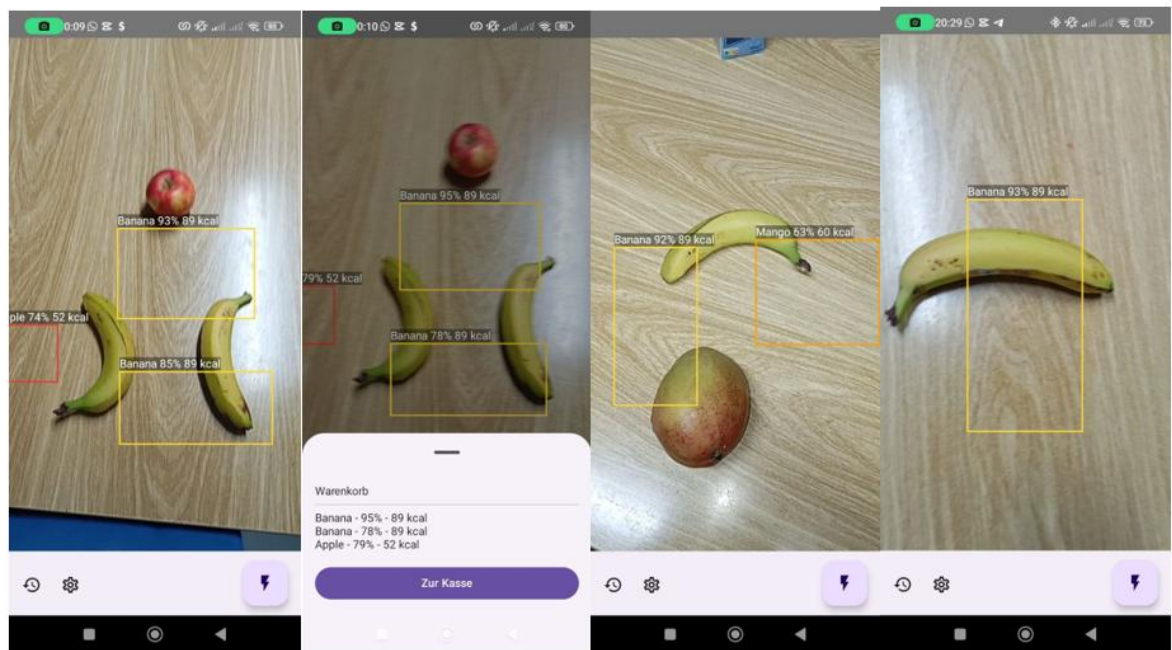 0:09
Banana 93% 89 kcal
ple 74% 52 kcal
Banana 85% 89 kcal
0:10
Banana 95% 89 kcal
79% 52 kcal
Banana 78% 89 kcal
Warenkorb
Banana - 95% - 89 kcal
Banana - 78% - 89 kcal
Apple - 79% - 52 kcal
Zur Kasse
Banana 92% 89 kcal
Mango 63% 60 kcal
20:29
Banana 93% 89 kcal